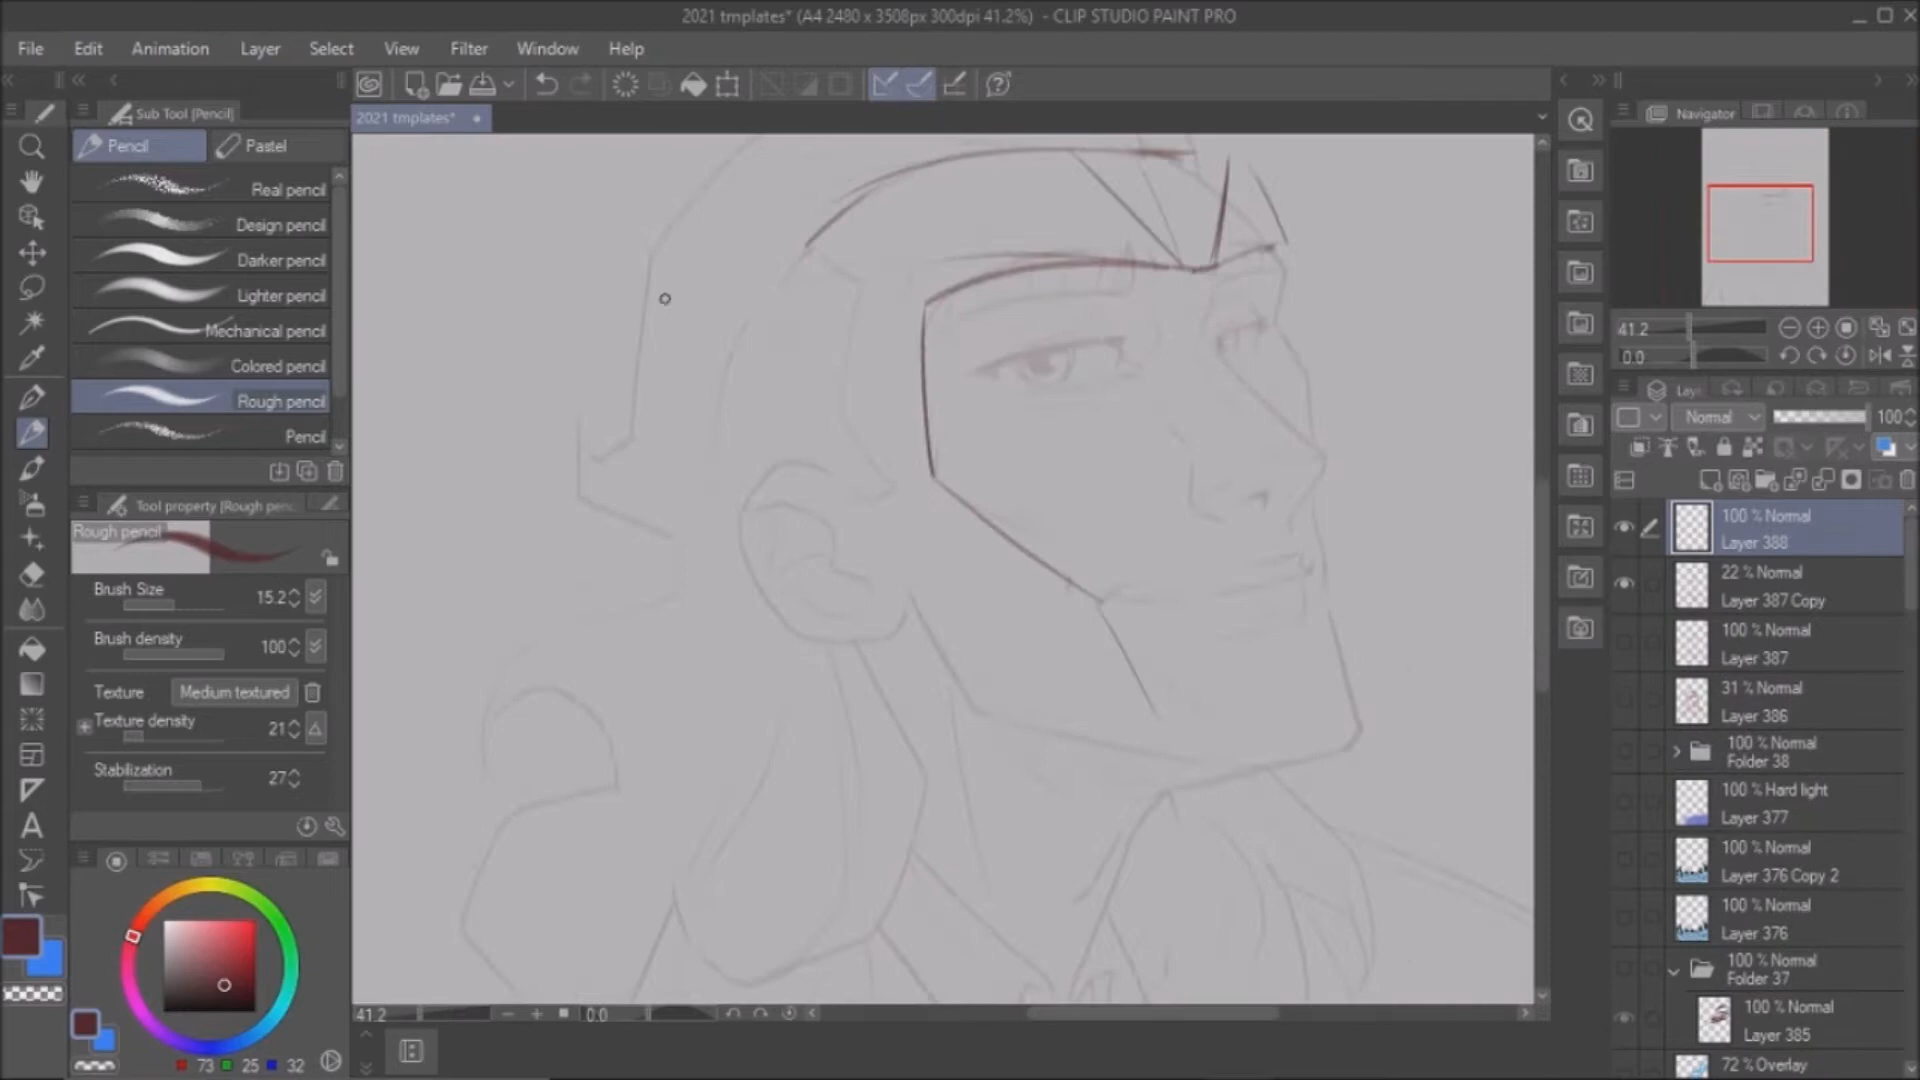 2021 tmplates* (A4 2480 x 3508px 300dpi 41.2%) - CLIP STUDIO PAINT PRO
File Edit Animation Layer Select View Filter Window Help
Sub Tool [Pencil]
2021 tmplates*
Navigator
Pencil Pastel
Real pencil
Design pencil
Darker pencil
Lighter pencil
Mechanical pencil
Colored pencil
Rough pencil
Pencil
Tool property [Rough penc
Rough pencil
Brush Size 15.2
Brush density 100
Texture Medium textured
Texture density 21
Stabilization 27
73 25 32
41.2 0.0
41.2
0.0
Lay
Normal 100
100 % Normal
Layer 388
22 % Normal
Layer 387 Copy
100 % Normal
Layer 387
31 % Normal
Layer 386
100 % Normal
Folder 38
100 % Hard light
Layer 377
100 % Normal
Layer 376 Copy 2
100 % Normal
Layer 376
100 % Normal
Folder 37
100 % Normal
Layer 385
72 % Overlay